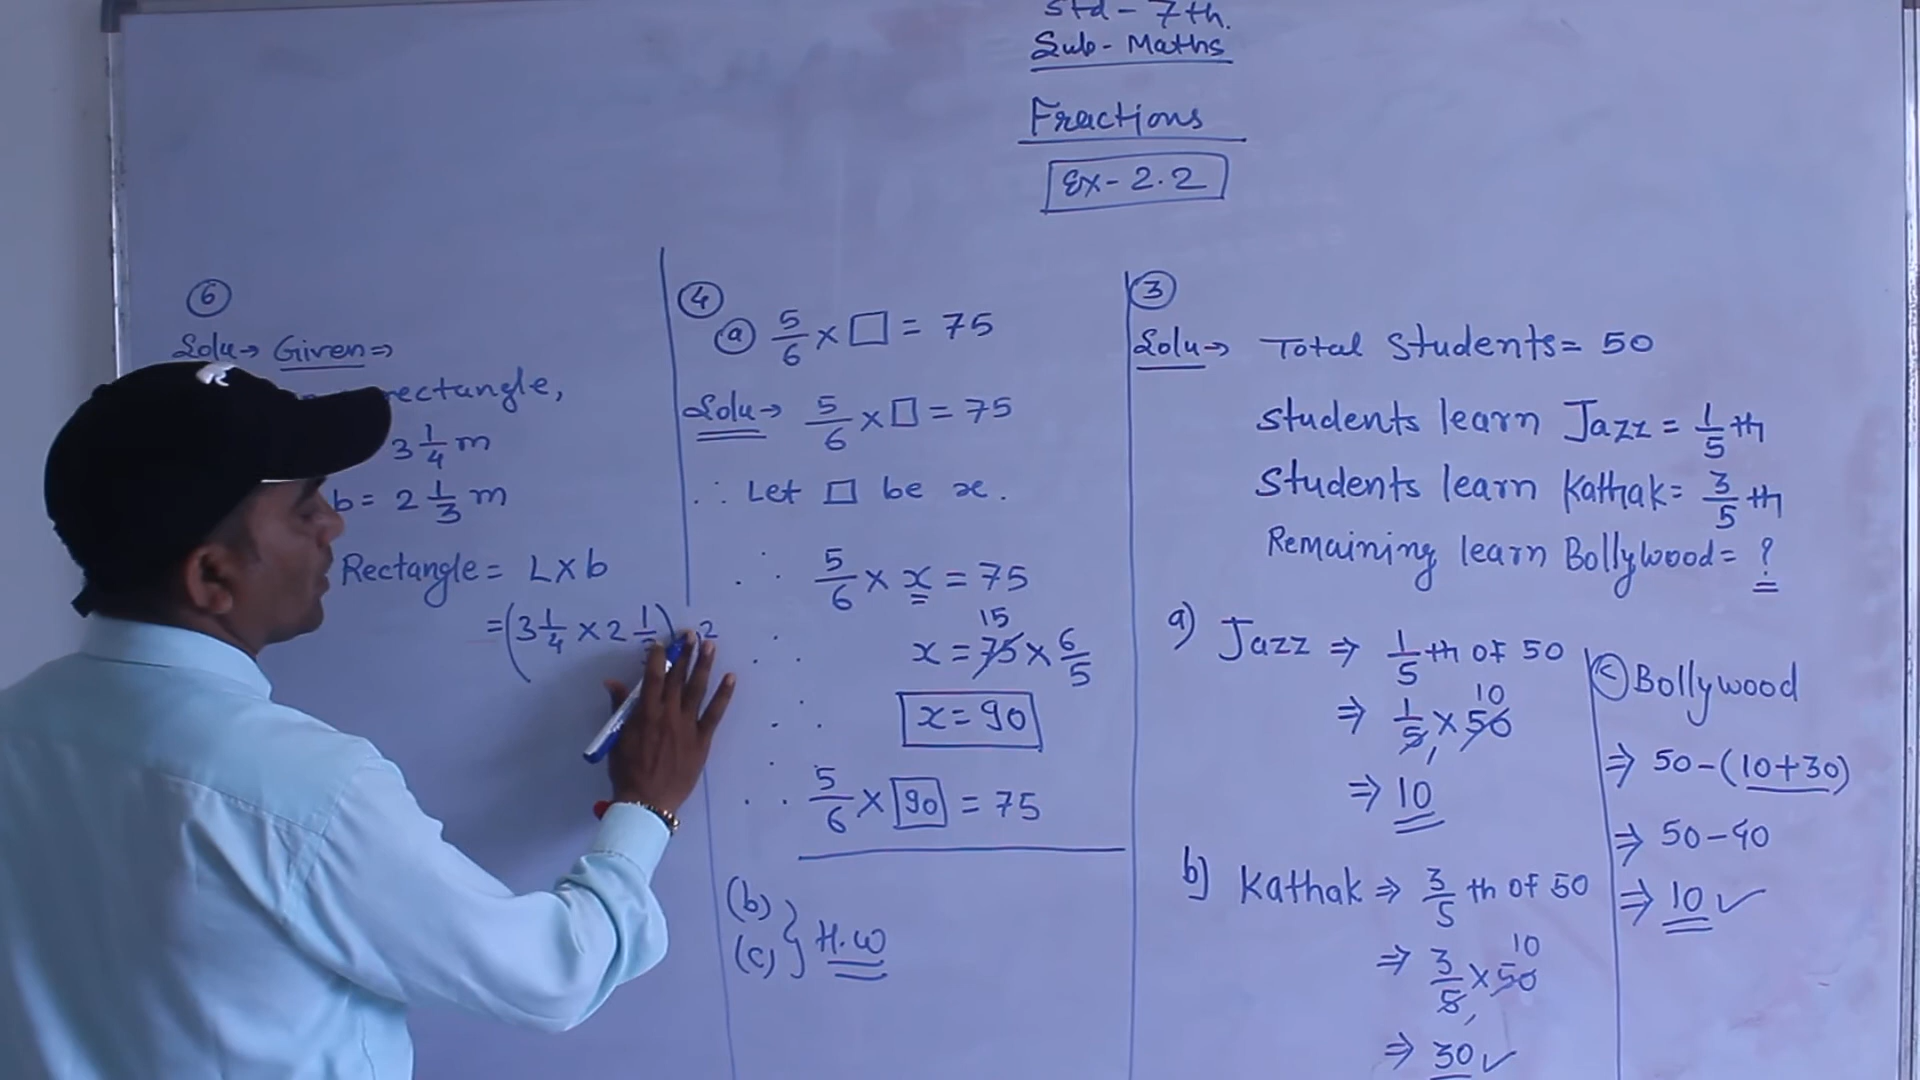 Std - 7th.
Sub - Maths
Fractions
Ex - 2.2
6
Solu → Given ⇒
rectangle,
3 1/4 m
b = 2 1/3 m
Rectangle = L × b
= (3 1/4 × 2 1/
2
4
a 5/6 × □ = 75
Solu → 5/6 × □ = 75
∴ Let □ be x.
∴ 5/6 × x = 75
15
∴ x = 75 × 6/5
∴ x = 90
∴ 5/6 × 90 = 75
(b)
(c) } H.W
3
Solu → Total Students = 50
Students learn Jazz = 1/5 th
Students learn Kathak = 3/5 th
Remaining learn Bollywood = ?
a) Jazz ⇒ 1/5 th of 50
10
⇒ 1/5 × 50
⇒ 10
b) Kathak ⇒ 3/5 th of 50
10
⇒ 3/5 × 50
⇒ 30 ✓
c Bollywood
⇒ 50 - (10 + 30)
⇒ 50 - 40
⇒ 10 ✓